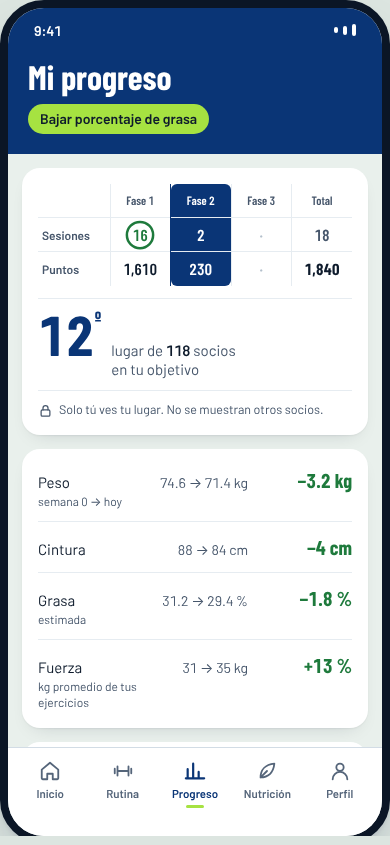 9:41
Mi progreso
Bajar porcentaje de grasa
Fase 1 Fase 2 Fase 3 Total
Sesiones 16 2 · 18
Puntos 1,610 230 · 1,840
12º lugar de 118 socios
en tu objetivo
Solo tú ves tu lugar. No se muestran otros socios.
Peso 74.6 → 71.4 kg −3.2 kg
semana 0 → hoy
Cintura 88 → 84 cm −4 cm
Grasa 31.2 → 29.4 % −1.8 %
estimada
Fuerza 31 → 35 kg +13 %
kg promedio de tus
ejercicios
Inicio Rutina Progreso Nutrición Perfil